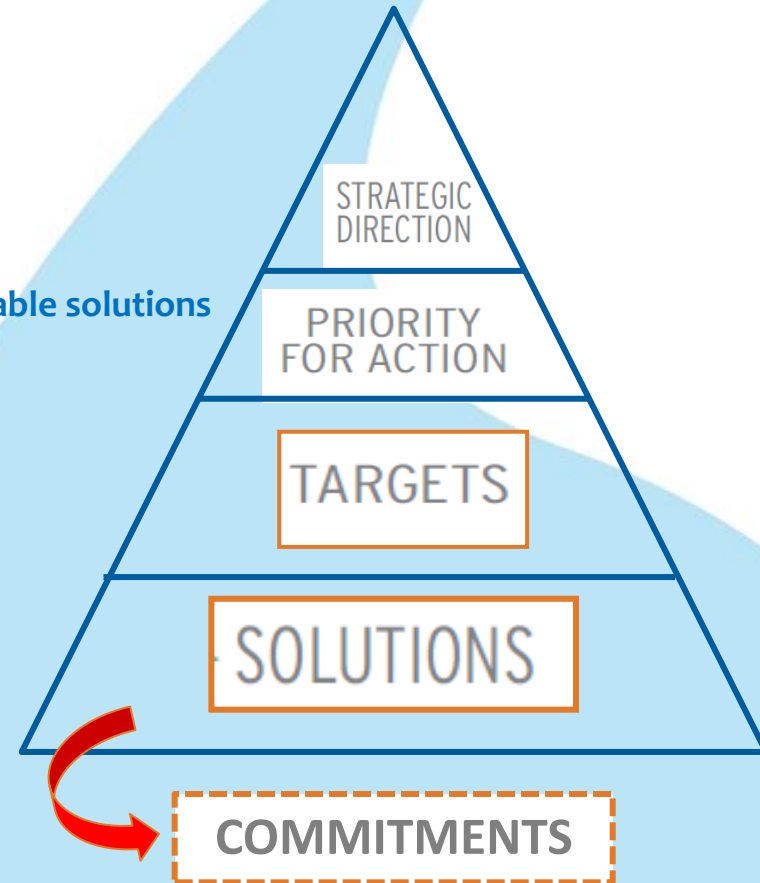 STRATEGIC
DIRECTION
able solutions
PRIORITY
FOR ACTION
TARGETS
SOLUTIONS
COMMITMENTS